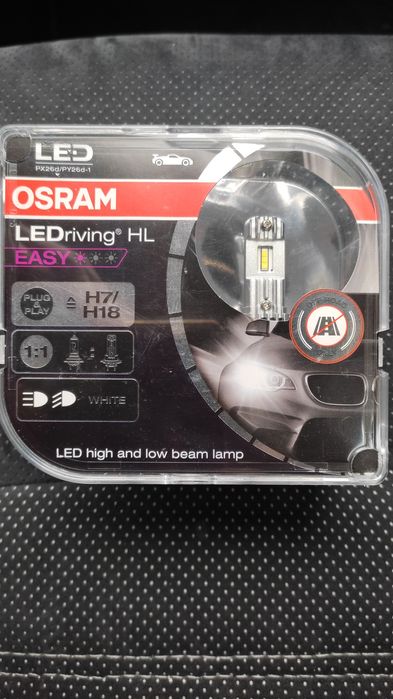 LED
PX26d/PY26d-1
OSRAM
LEDriving® HL
EASY
PLUG
&
PLAY
H7/
H18
1:1
WHITE
LED high and low beam lamp